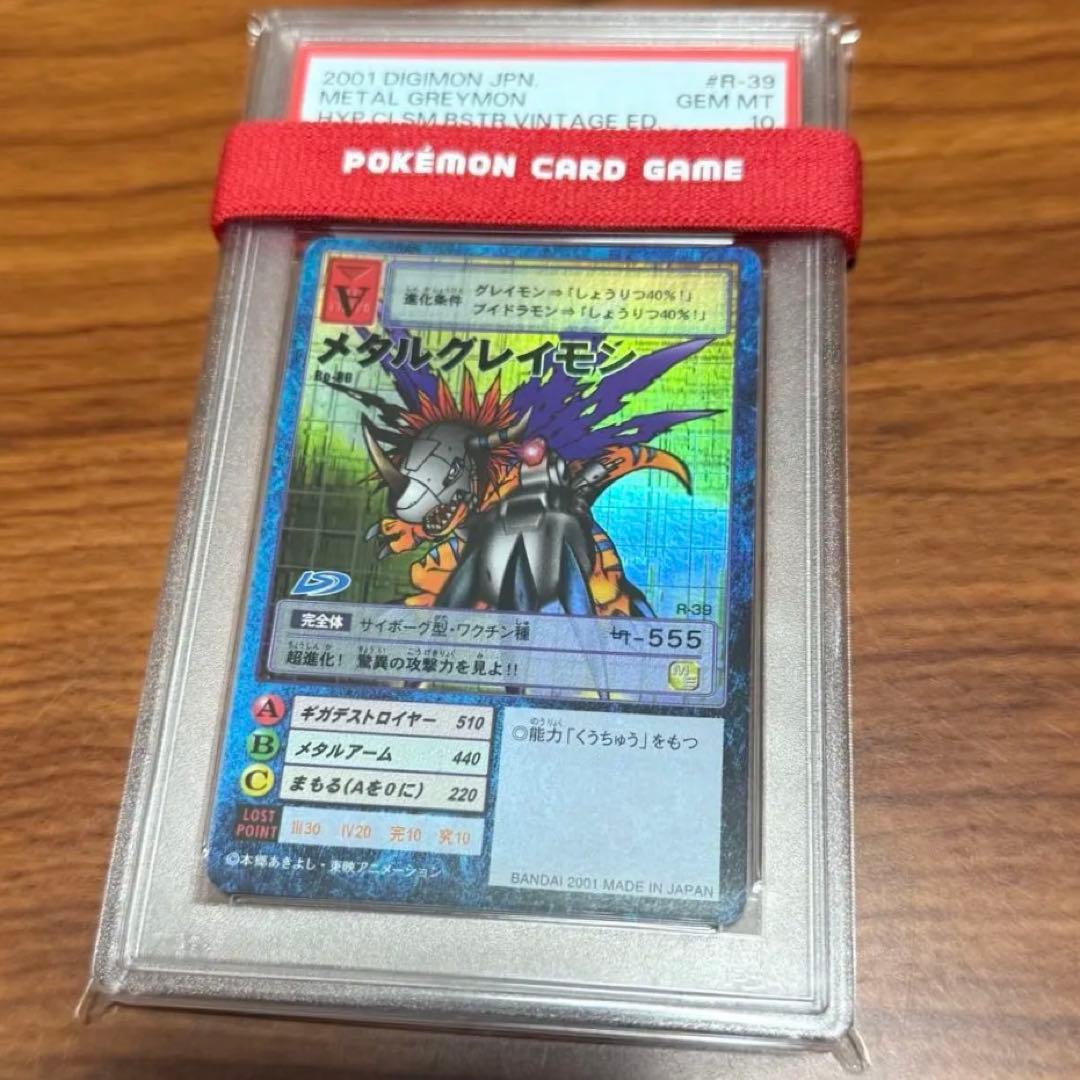 2001 DIGIMON JPN. #R-39
METAL GREYMON GEM MT
HYP.CLSM.BSTR.VINTAGE ED. 10
POKÉMON CARD GAME
進化条件 グレイモン⇒「しょうりつ40%!」
ブイドラモン⇒「しょうりつ40%!」
メタルグレイモン
Bo-80
R-39
完全体 サイボーグ型・ワクチン種 -555
超進化! 驚異の攻撃力を見よ!!
A ギガデストロイヤー 510
B メタルアーム 440
C まもる(Aを0に) 220
LOST POINT III30 IV20 完10 究10
◎能力「くうちゅう」をもつ
©本郷あきよし・東映アニメーション
BANDAI 2001 MADE IN JAPAN